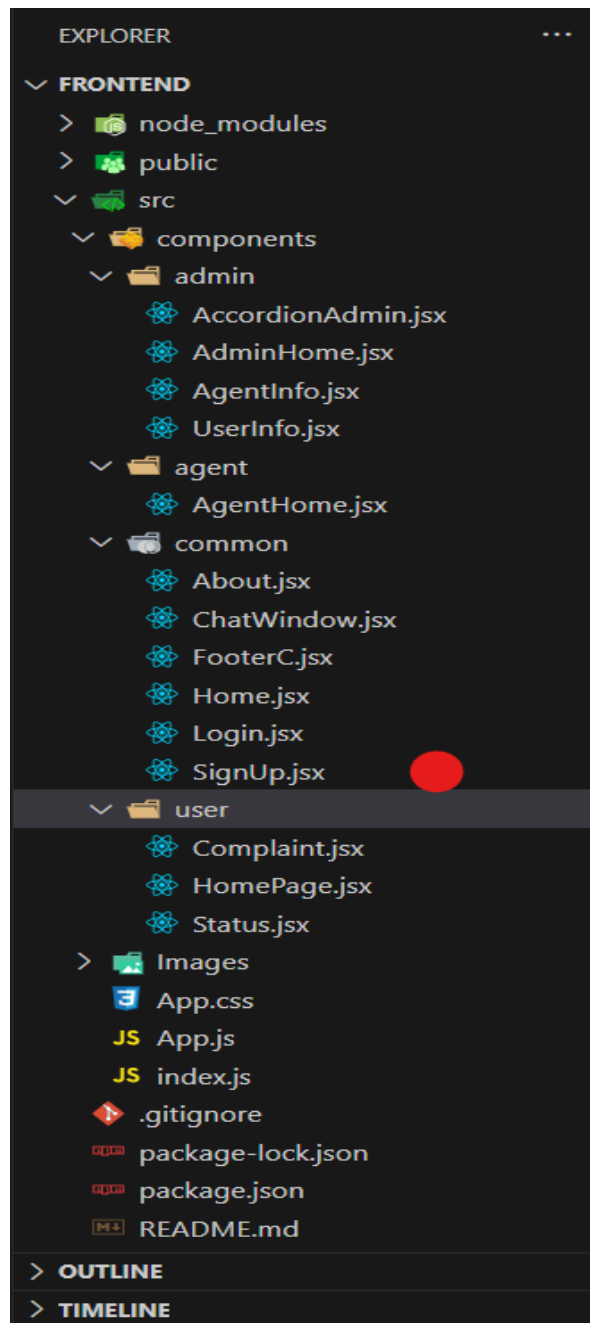 EXPLORER ...
FRONTEND
node_modules
public
src
components
admin
AccordionAdmin.jsx
AdminHome.jsx
AgentInfo.jsx
UserInfo.jsx
agent
AgentHome.jsx
common
About.jsx
ChatWindow.jsx
FooterC.jsx
Home.jsx
Login.jsx
SignUp.jsx
user
Complaint.jsx
HomePage.jsx
Status.jsx
Images
App.css
JS App.js
JS index.js
.gitignore
package-lock.json
package.json
README.md
OUTLINE
TIMELINE